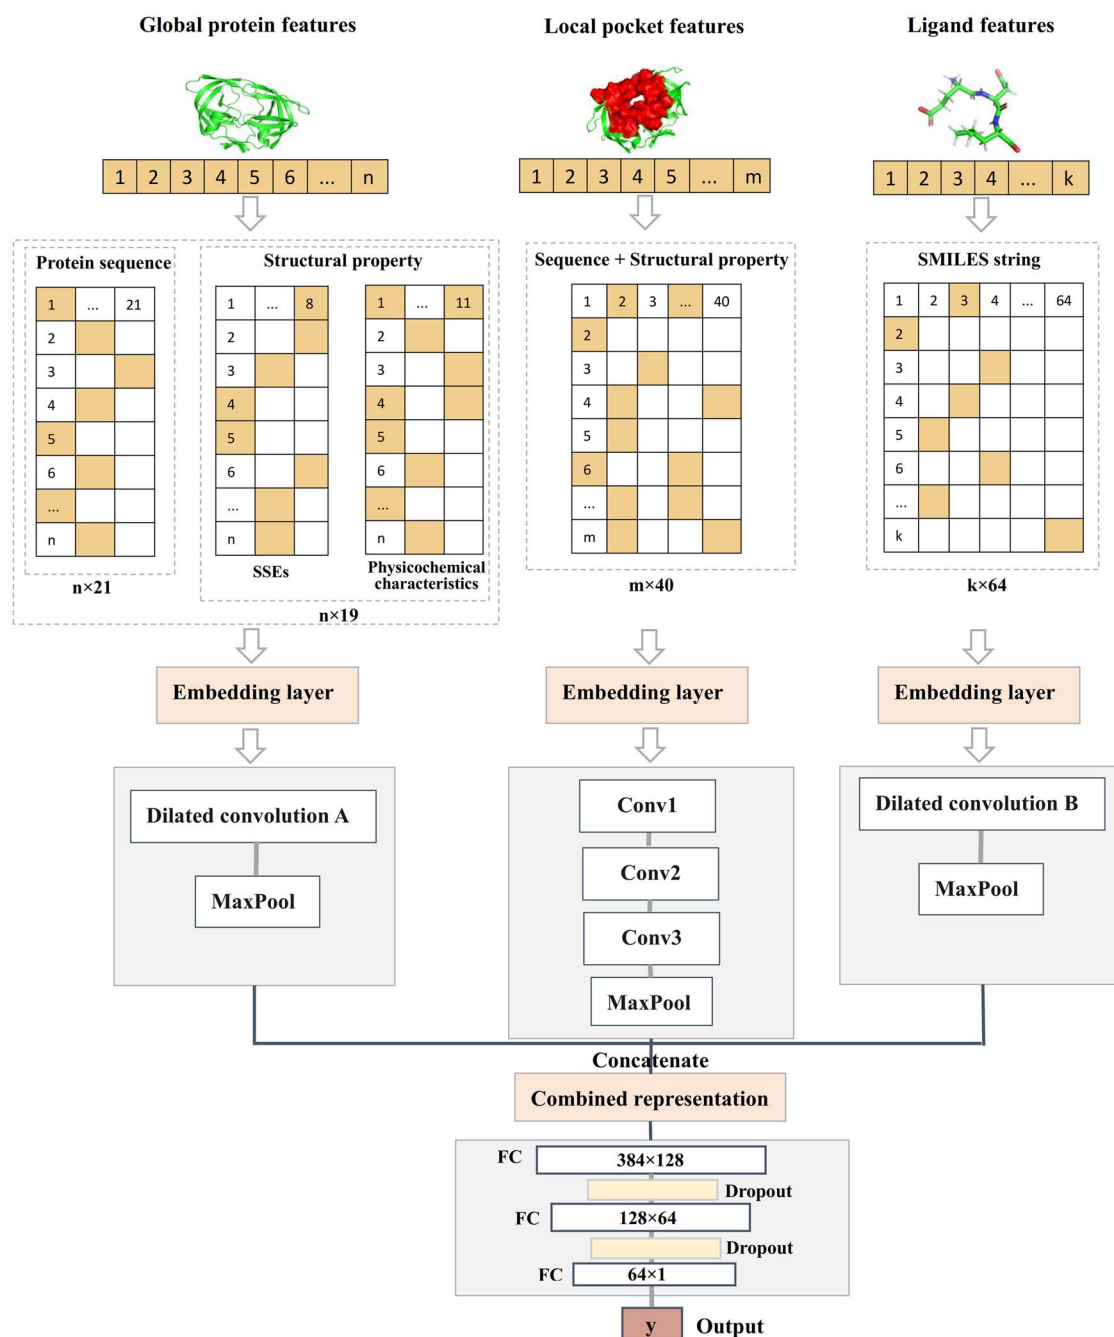 Global protein features
Local pocket features
Ligand features
1 2 3 4 5 6 ... n
1 2 3 4 5 ... m
1 2 3 4 ... k
Protein sequence
Structural property
Sequence + Structural property
SMILES string
1 ... 21
2
3
4
5
6
...
n
1 ... 8
2
3
4
5
6
...
n
1 ... 11
2
3
4
5
6
...
n
1 2 3 ... 40
2
3
4
5
6
...
m
1 2 3 4 ... 64
2
3
4
5
6
...
k
SSEs
Physicochemical
characteristics
n×21
n×19
m×40
k×64
Embedding layer
Embedding layer
Embedding layer
Dilated convolution A
MaxPool
Conv1
Conv2
Conv3
MaxPool
Dilated convolution B
MaxPool
Concatenate
Combined representation
FC 384×128
Dropout
FC 128×64
Dropout
FC 64×1
y Output